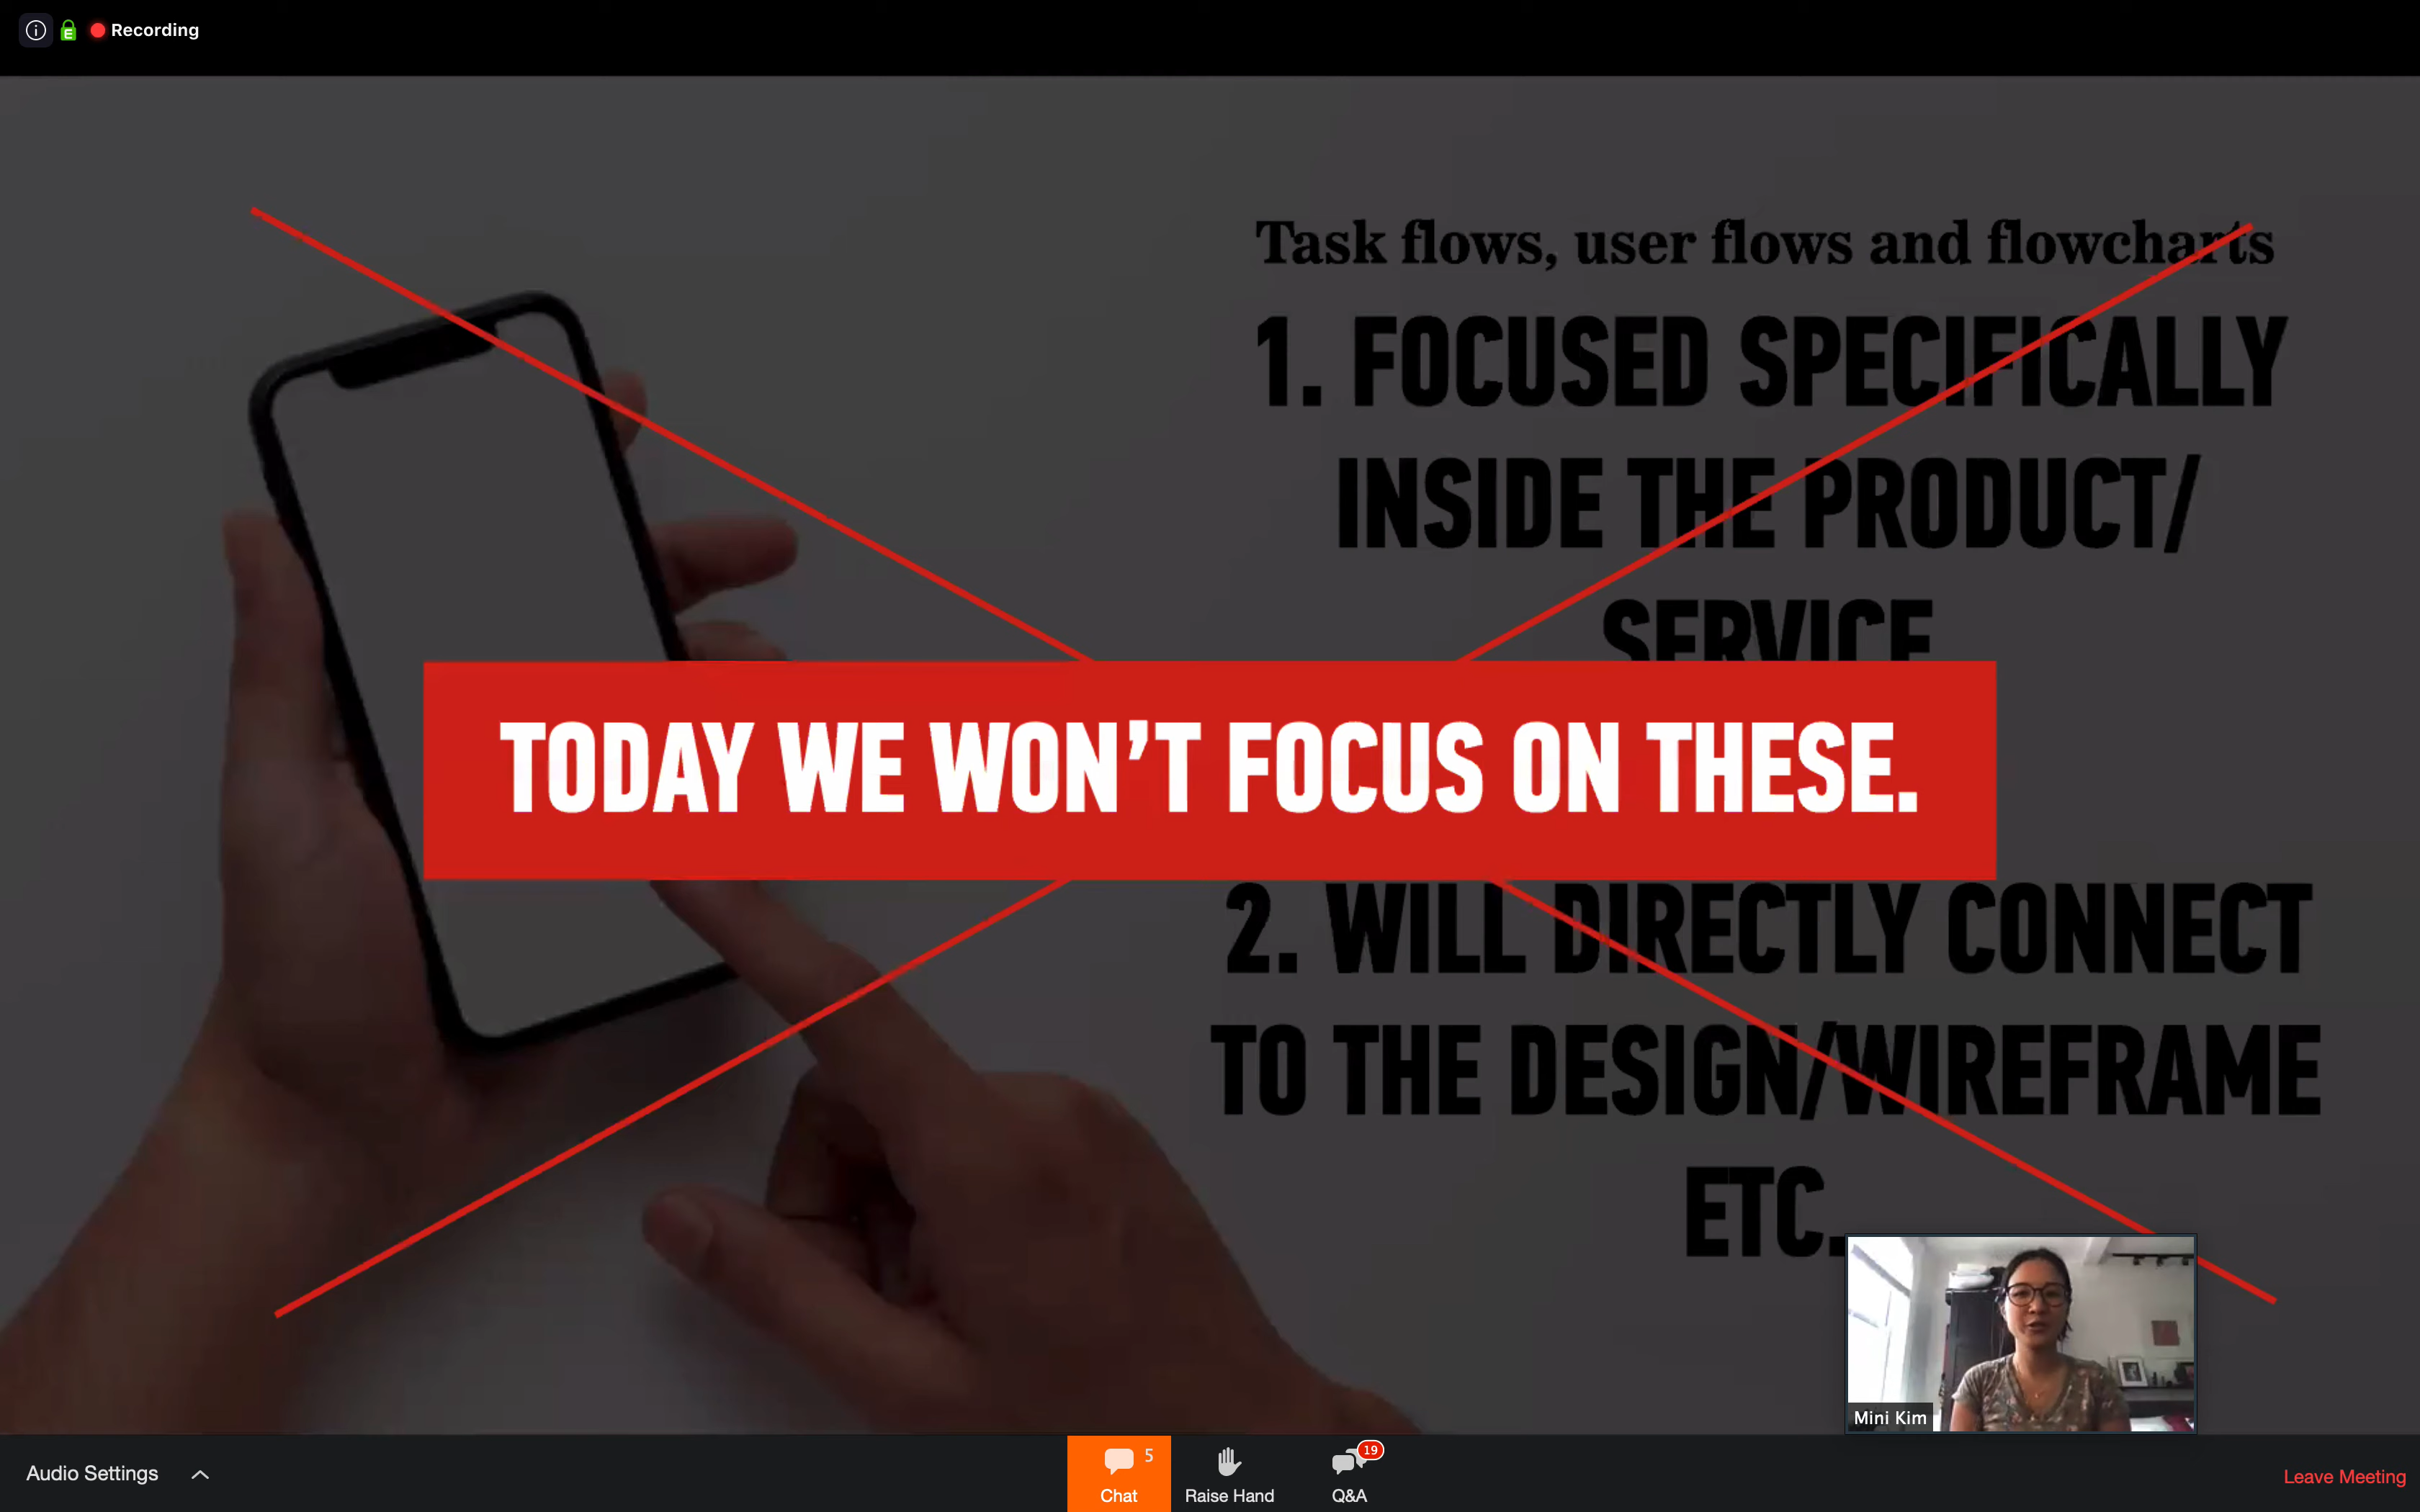 Recording
Task flows, user flows and flowcharts
1. FOCUSED SPECIFICALLY
INSIDE THE PRODUCT/
SERVICE
TODAY WE WON'T FOCUS ON THESE.
2. WILL DIRECTLY CONNECT
TO THE DESIGN/WIREFRAME
ETC.
Mini Kim
Audio Settings
5
Chat
Raise Hand
19
Q&A
Leave Meeting